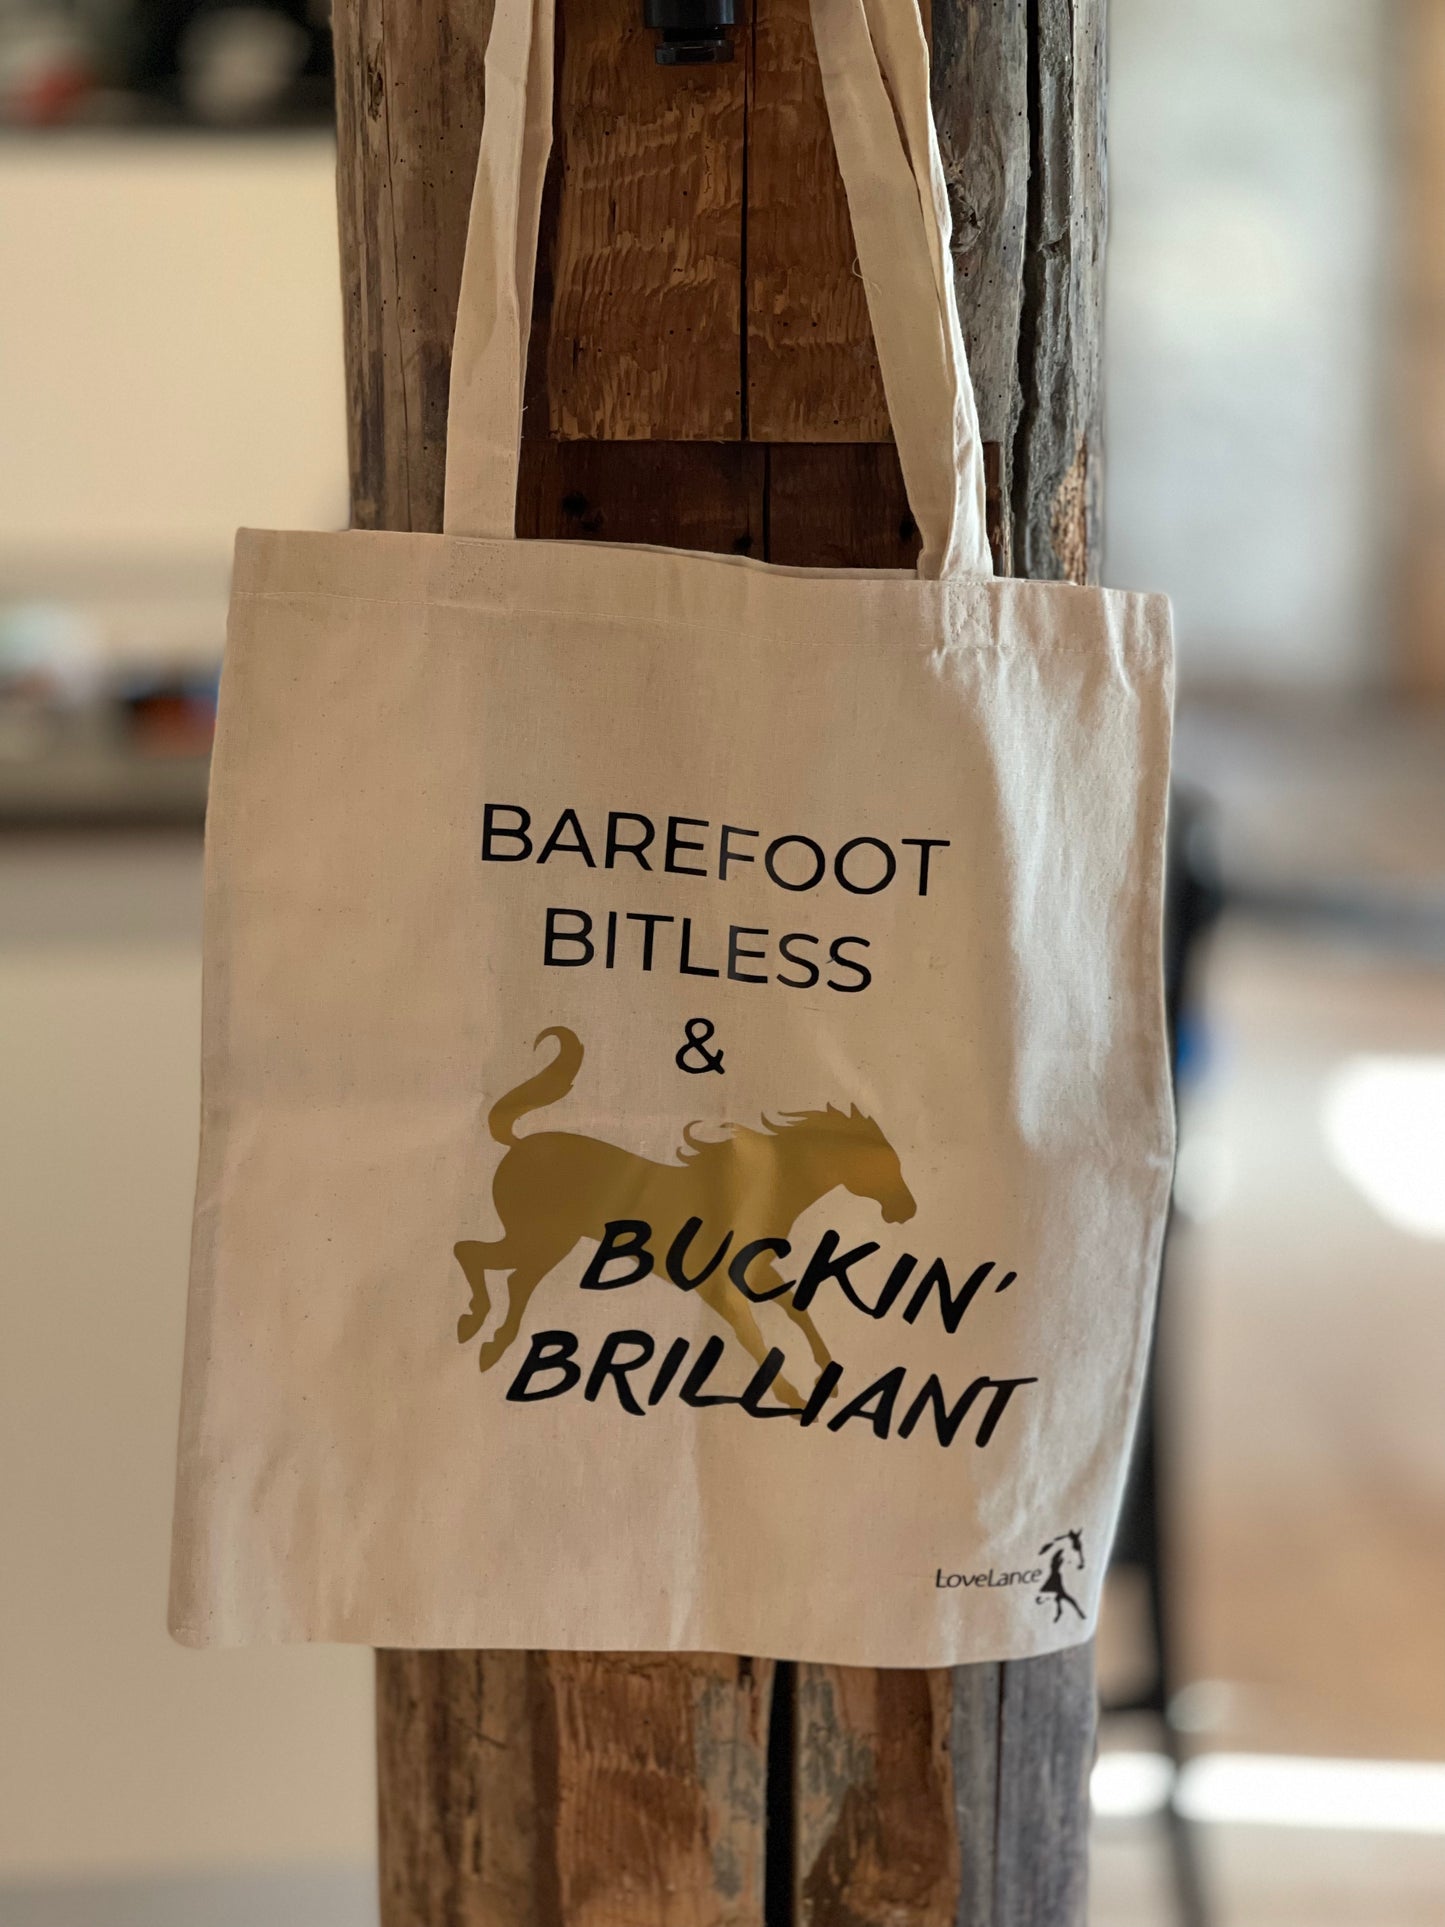 BAREFOOT
BITLESS
&
BUCKIN'
BRILLIANT
LoveLance